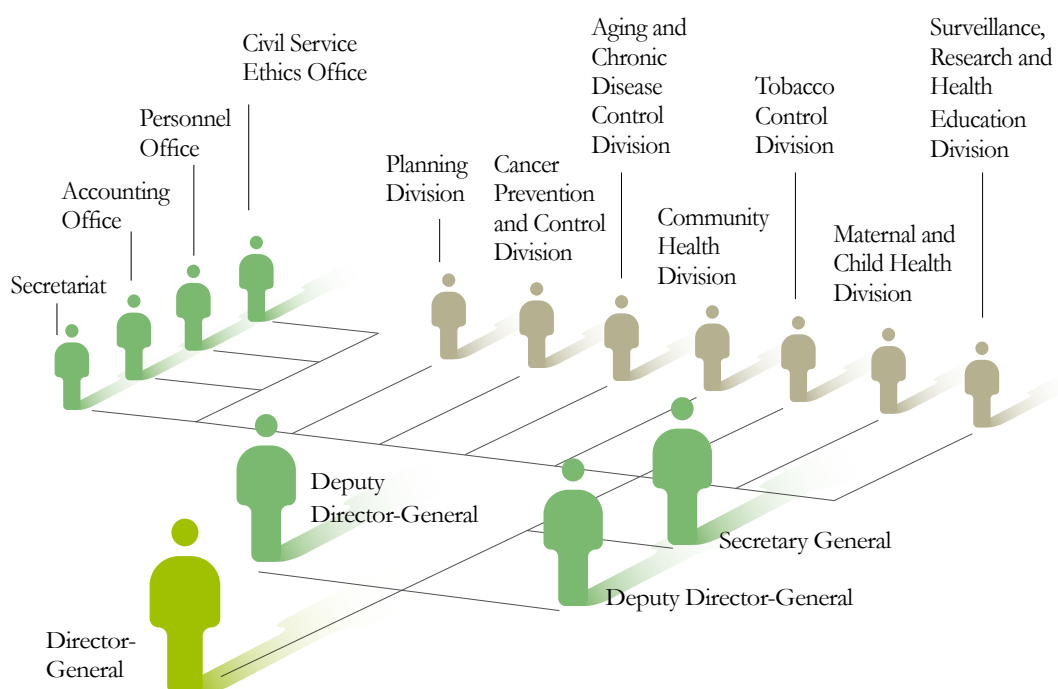 Civil Service
Ethics Office
Personnel
Office
Accounting
Office
Secretariat
Planning
Division
Cancer
Prevention
and Control
Division
Aging and
Chronic
Disease
Control
Division
Community
Health
Division
Tobacco
Control
Division
Maternal and
Child Health
Division
Surveillance,
Research and
Health
Education
Division
Deputy
Director-General
Secretary General
Deputy Director-General
Director-
General